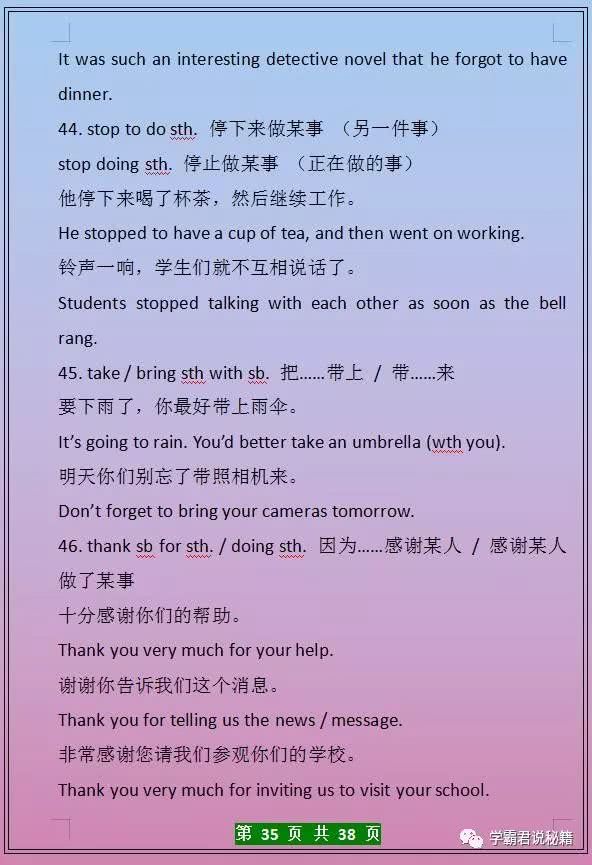 It was such an interesting detective novel that he forgot to have
dinner.
44. stop to do sth. 停下来做某事 （另一件事）
stop doing sth. 停止做某事 （正在做的事）
他停下来喝了杯茶，然后继续工作。
He stopped to have a cup of tea, and then went on working.
铃声一响，学生们就不互相说话了。
Students stopped talking with each other as soon as the bell
rang.
45. take / bring sth with sb. 把……带上 / 带……来
要下雨了，你最好带上雨伞。
It’s going to rain. You’d better take an umbrella (wth you).
明天你们别忘了带照相机来。
Don’t forget to bring your cameras tomorrow.
46. thank sb for sth. / doing sth. 因为……感谢某人 / 感谢某人
做了某事
十分感谢你们的帮助。
Thank you very much for your help.
谢谢你告诉我们这个消息。
Thank you for telling us the news / message.
非常感谢您请我们参观你们的学校。
Thank you very much for inviting us to visit your school.
第 35 页 共 38 页
学霸君说秘籍